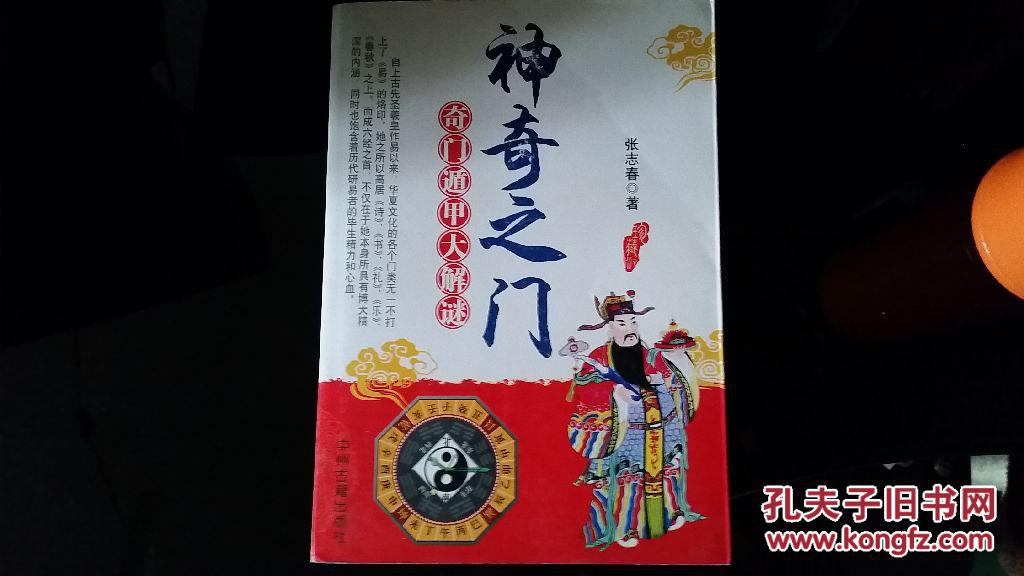 神奇之门
奇门遁甲大解谜
张志春◎著
珍藏版
自上古先圣羲皇作易以来，华夏文化的各个门类无一不打
上了《易》的烙印。她之所以高居《诗》、《书》、《礼》、《乐》、
《春秋》之上，而成六经之首，不仅在于她本身所具有博大精
深的内涵，同时也饱含着历代研易者的毕生精力和心血。
中州古籍出版社
孔夫子旧书网
www.kongfz.com